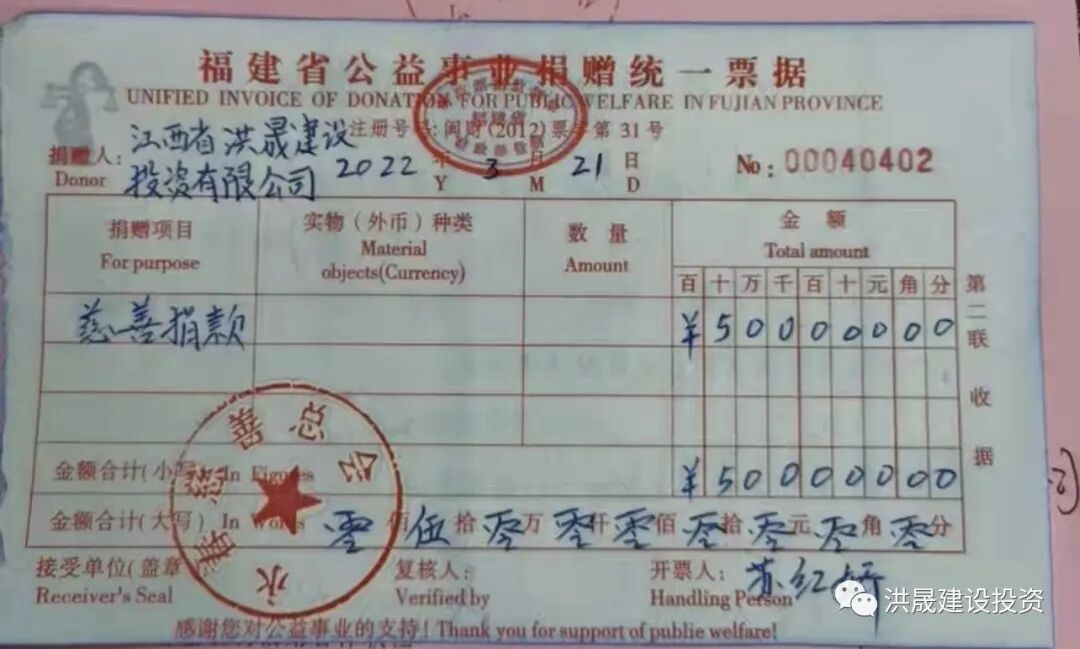 福建省公益事业捐赠统一票据
UNIFIED INVOICE OF DONATION FOR PUBLIC WELFARE IN FUJIAN PROVINCE
注册号号: 闽财(2012)票字第 31 号
捐赠人: 江西省洪晟建设
Donor 投资有限公司
2022 年 3 月 21 日
Y M D
No: 00040402
捐赠项目 实物(外币)种类 数量 金额
For purpose Material objects(Currency) Amount Total amount
百 十 万 千 百 十 元 角 分
慈善捐款 ¥ 5 0 0 0 0 0 0 0
金额合计(小写) In Figures ¥ 5 0 0 0 0 0 0 0
金额合计(大写) In Words 零佰伍拾零万零仟零佰零拾零元零角零分
第二联 收据
接受单位(盖章 复核人: 开票人: 苏红
Receiver's Seal Verified by Handling Person
感谢您对公益事业的支持! Thank you for support of public welfare!
永春慈善总会
洪晟建设投资